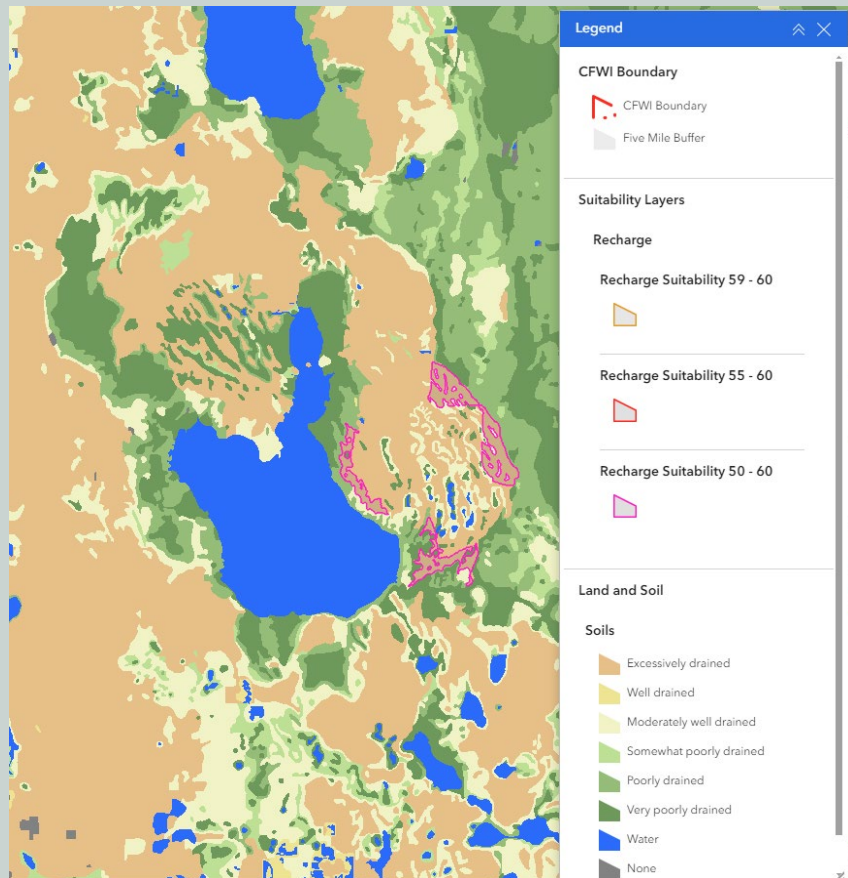 Legend
CFWI Boundary
CFWI Boundary
Five Mile Buffer
Suitability Layers
Recharge
Recharge Suitability 59 - 60
Recharge Suitability 55 - 60
Recharge Suitability 50 - 60
Land and Soil
Soils
Excessively drained
Well drained
Moderately well drained
Somewhat poorly drained
Poorly drained
Very poorly drained
Water
None